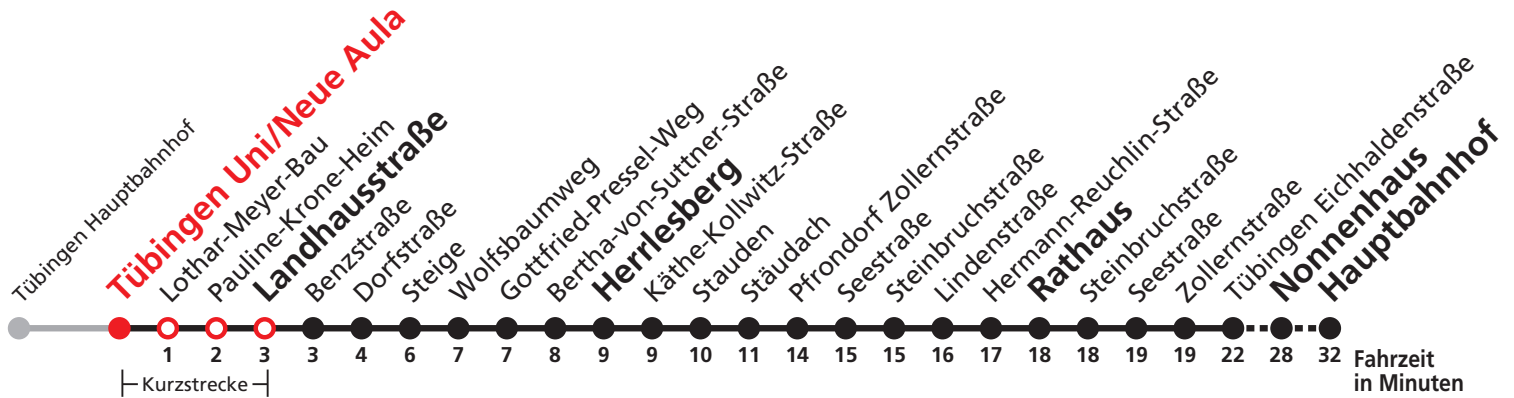 Tübingen Hauptbahnhof
Tübingen Uni/Neue Aula
Lothar-Meyer-Bau
Pauline-Krone-Heim
Landhausstraße
Benzstraße
Dorfstraße
Steige
Wolfsbaumweg
Gottfried-Pressel-Weg
Bertha-von-Suttner-Straße
Herrlesberg
Käthe-Kollwitz-Straße
Stauden
Stäudach
Pfrondorf Zollernstraße
Seestraße
Steinbruchstraße
Lindenstraße
Hermann-Reuchlin-Straße
Rathaus
Steinbruchstraße
Seestraße
Zollernstraße
Tübingen Eichhaldenstraße
Nonnenhaus
Hauptbahnhof
1 2 3 3 4 6 7 7 8 9 9 10 11 14 15 15 16 17 18 18 19 19 22 28 32 Fahrzeit
in Minuten
Kurzstrecke